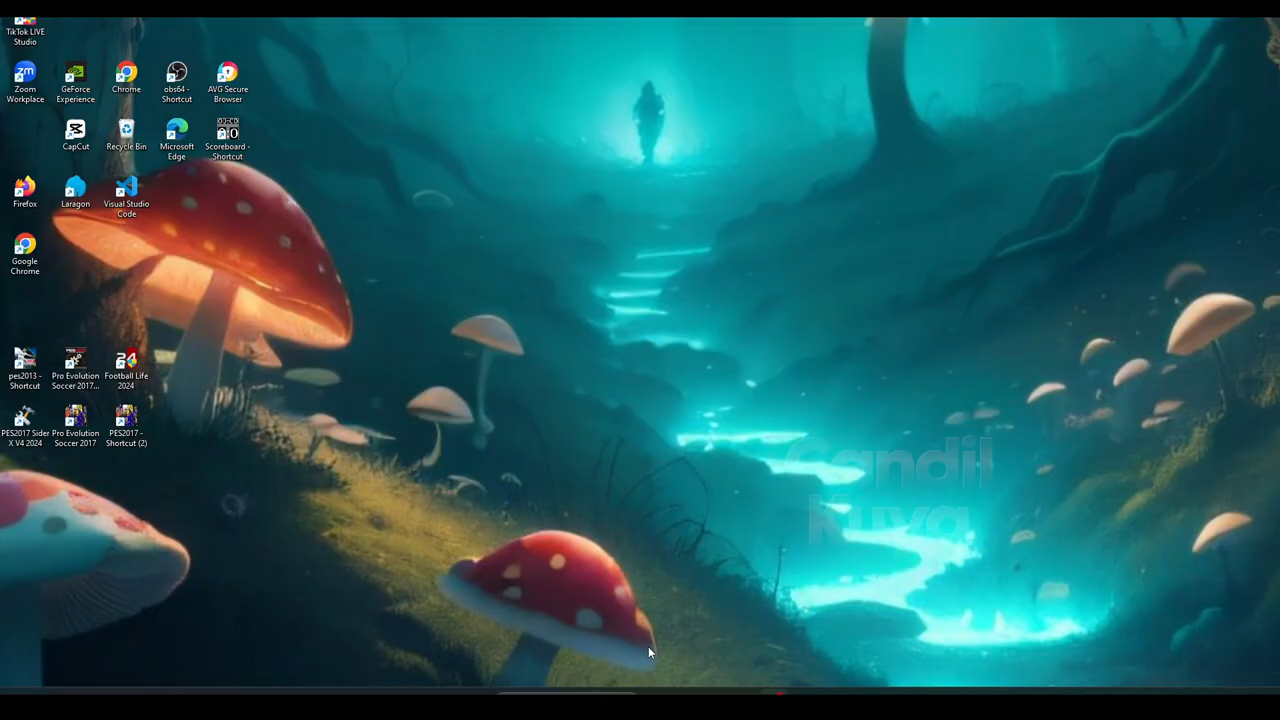 TikTok LIVE
Studio
Zoom
Workplace
GeForce
Experience
Chrome
obs64 -
Shortcut
AVG Secure
Browser
CapCut
Recycle Bin
Microsoft
Edge
Scoreboard -
Shortcut
Firefox
Laragon
Visual Studio
Code
Google
Chrome
pes2013 -
Shortcut
Pro Evolution
Soccer 2017...
Football Life
2024
PES2017 Sider
X V4 2024
Pro Evolution
Soccer 2017
PES2017 -
Shortcut (2)